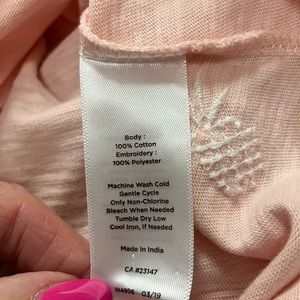 Body :
100% Cotton
Embroidery :
100% Polyester
Machine Wash Cold
Gentle Cycle
Only Non-Chlorine
Bleach When Needed
Tumble Dry Low
Cool Iron, If Needed
Made In India
CA #23147
IH4906 03/19